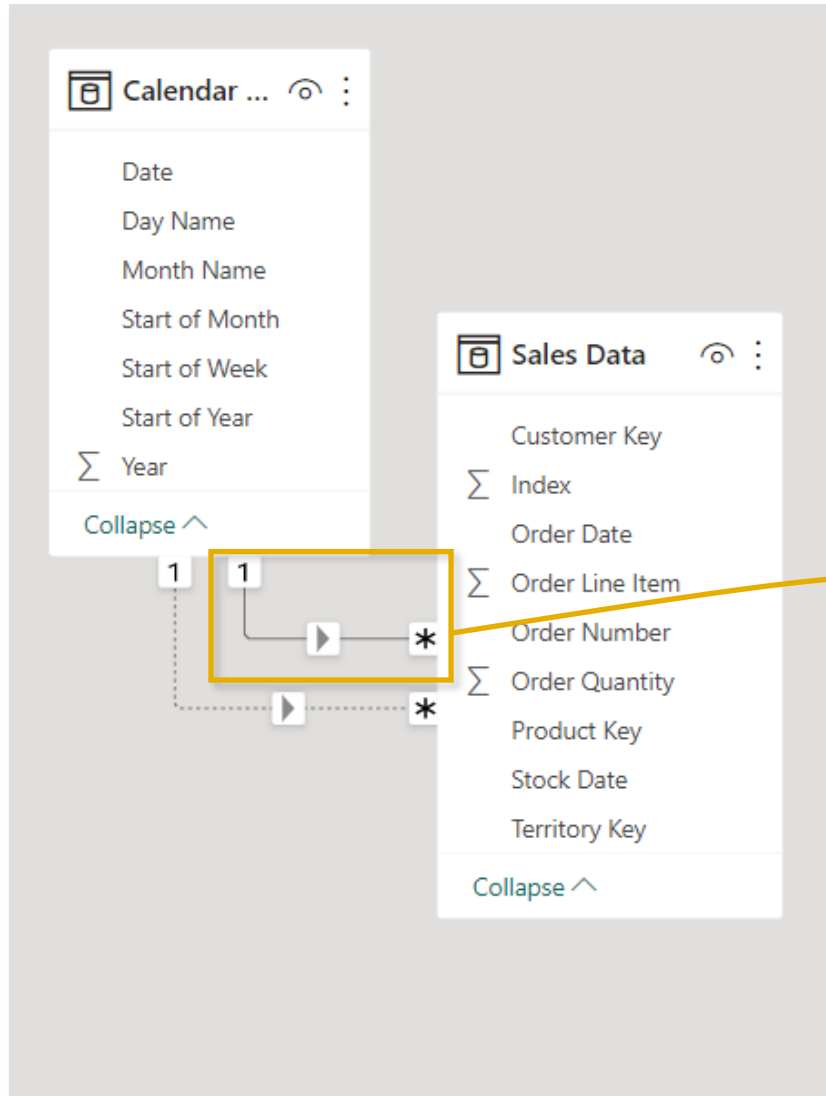 Calendar ...
Date
Day Name
Month Name
Start of Month
Start of Week
Start of Year
Year
Collapse
1 1
*
*
Sales Data
Customer Key
Index
Order Date
Order Line Item
Order Number
Order Quantity
Product Key
Stock Date
Territory Key
Collapse